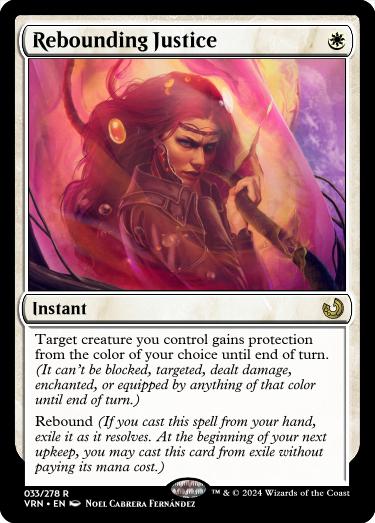 Rebounding Justice
Instant
Target creature you control gains protection
from the color of your choice until end of turn.
(It can't be blocked, targeted, dealt damage,
enchanted, or equipped by anything of that color
until end of turn.)
Rebound (If you cast this spell from your hand,
exile it as it resolves. At the beginning of your next
upkeep, you may cast this card from exile without
paying its mana cost.)
033/278 R
VRN • EN Noel Cabrera Fernández
™ & © 2024 Wizards of the Coast